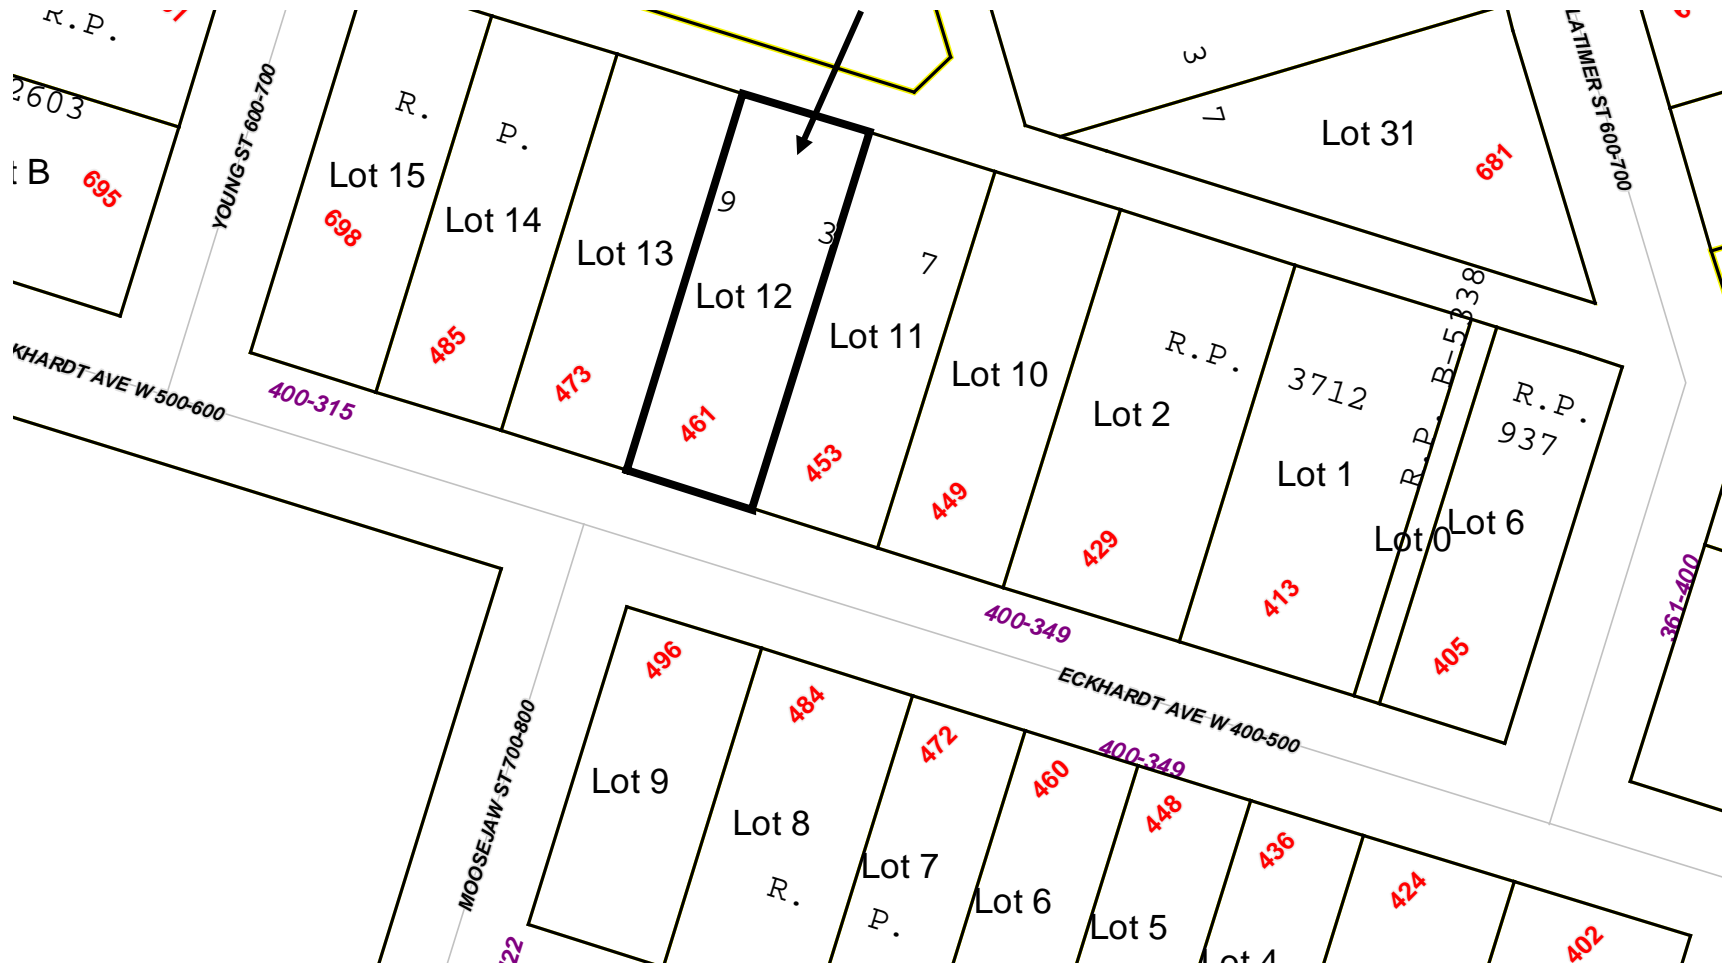 R.P.
2603
t B
695
YOUNG ST 600-700
R.
P.
Lot 15
698
Lot 14
485
Lot 13
473
9
3
7
Lot 12
461
Lot 11
453
Lot 10
449
R.P.
3712
Lot 2
429
Lot 1
413
R.P. B-5338
Lot 0
R.P.
937
Lot 6
405
3
7
Lot 31
681
LATIMER ST 600-700
361-400
KHARDT AVE W 500-600
400-315
400-349
ECKHARDT AVE W 400-500
400-349
MOOSEJAW ST 700-800
22
496
Lot 9
484
Lot 8
R.
472
Lot 7
P.
460
Lot 6
448
Lot 5
436
Lot 4
424
402